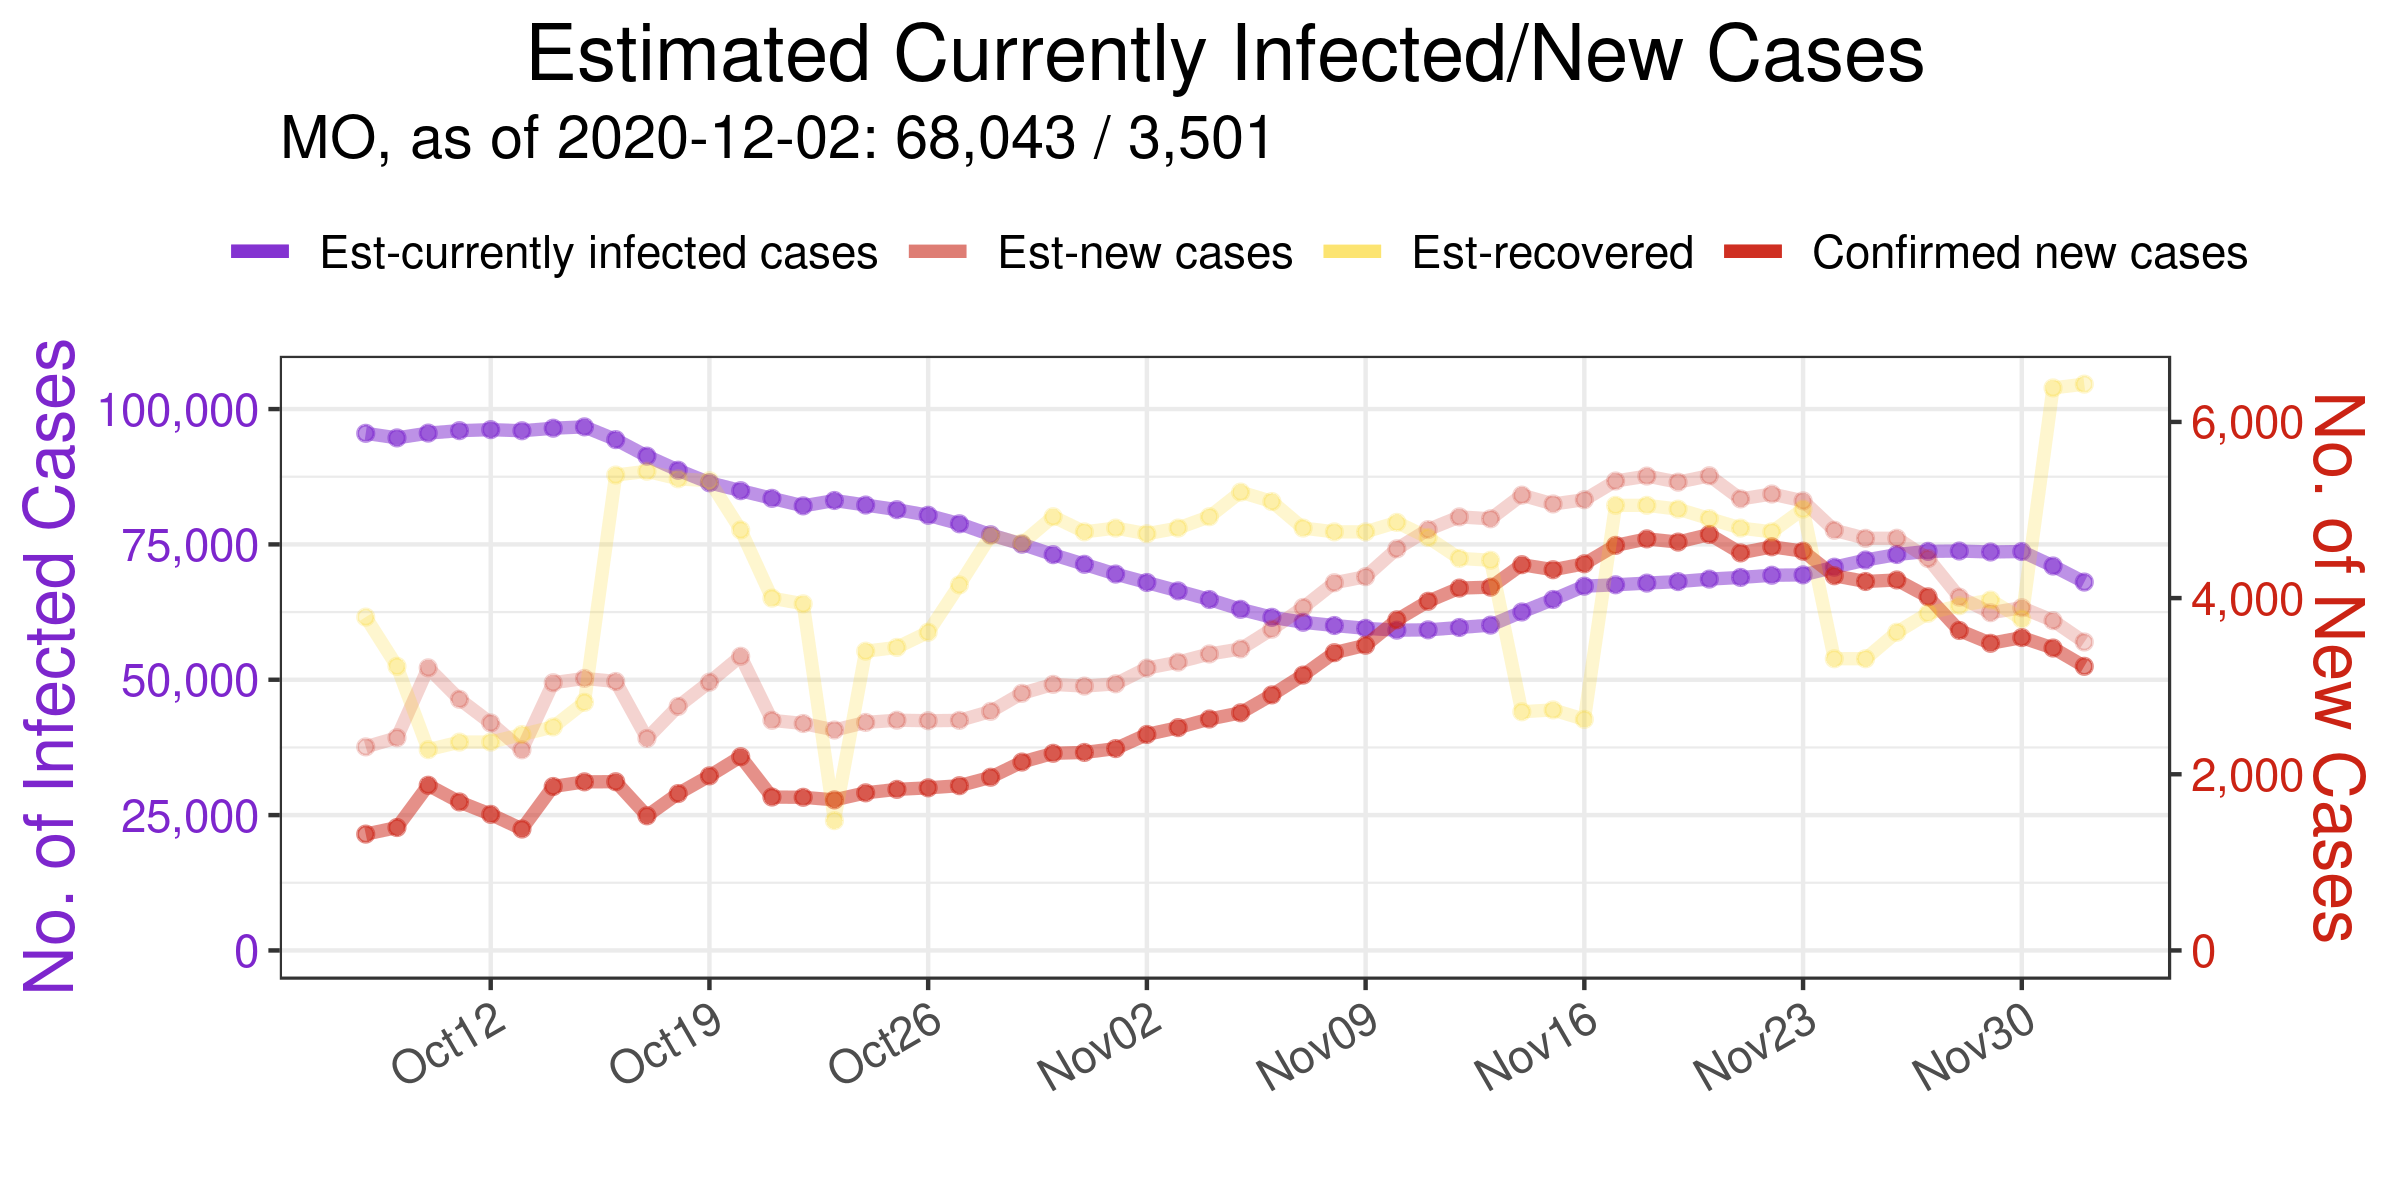 Estimated Currently Infected/New Cases
MO, as of 2020-12-02: 68,043 / 3,501
Est-currently infected cases Est-new cases Est-recovered Confirmed new cases
No. of Infected Cases
100,000
75,000
50,000
25,000
0
6,000
4,000
2,000
0
No. of New Cases
Oct12 Oct19 Oct26 Nov02 Nov09 Nov16 Nov23 Nov30